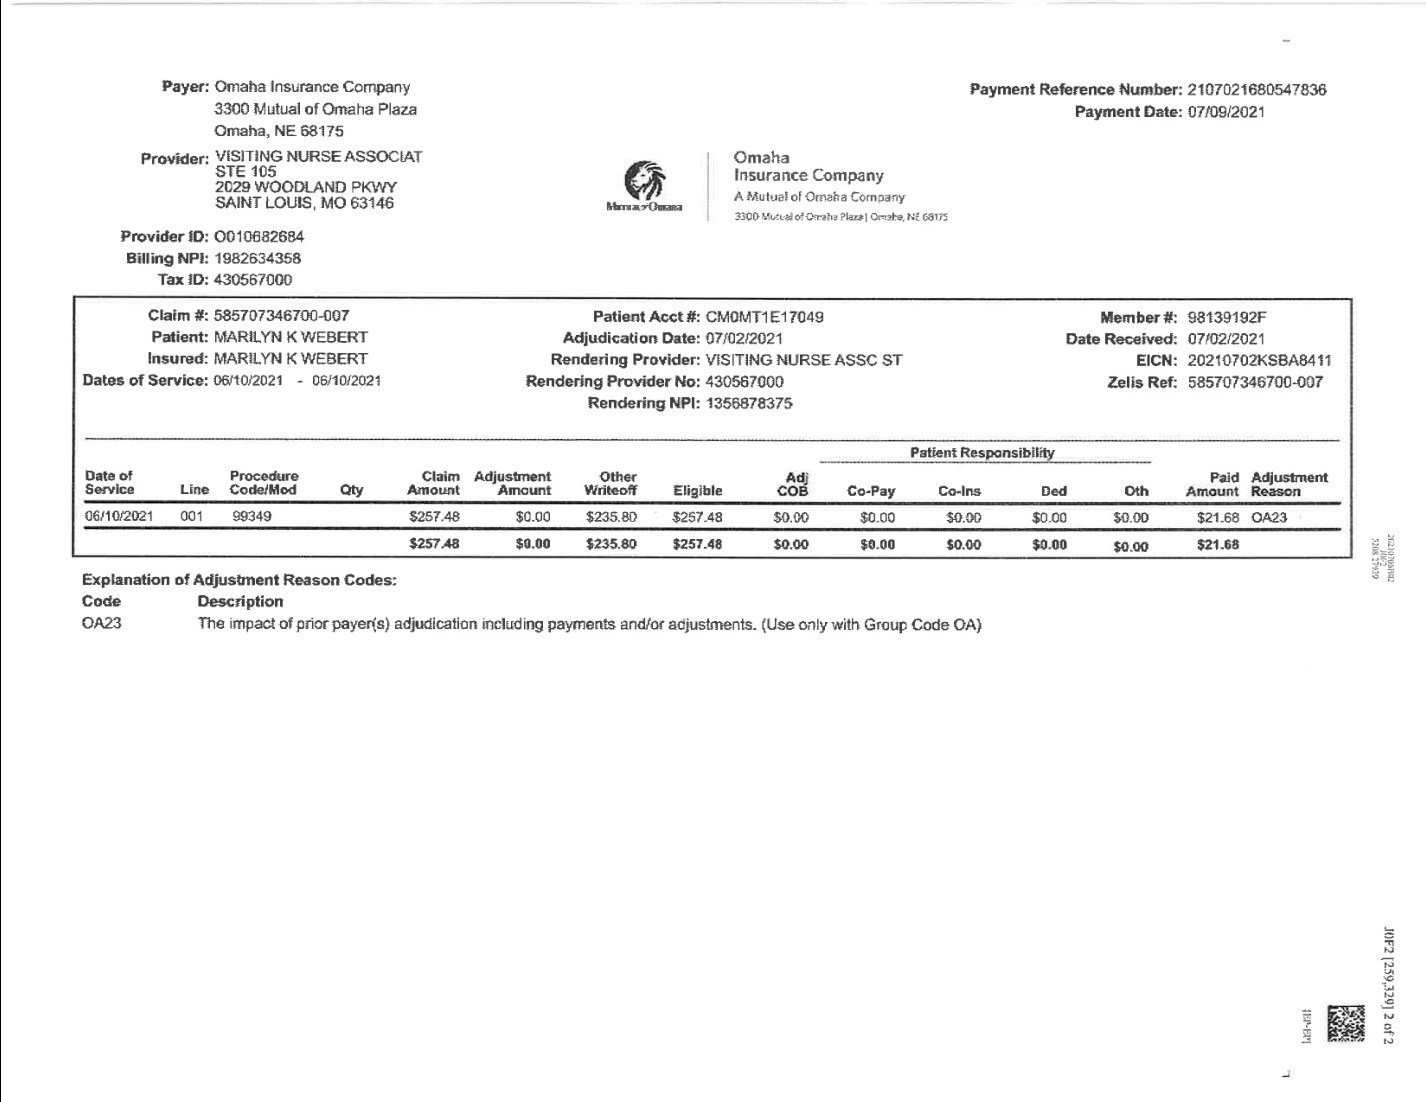 Payer: Omaha Insurance Company
3300 Mutual of Omaha Plaza
Omaha, NE 68175
Payment Reference Number: 2107021680547836
Payment Date: 07/09/2021
Provider: VISITING NURSE ASSOCIAT
STE 105
2029 WOODLAND PKWY
SAINT LOUIS, MO 63146
Mutual of Omaha
Omaha
Insurance Company
A Mutual of Omaha Company
3300 Mutual of Omaha Plaza | Omaha, NE 68175
Provider ID: O010682684
Billing NPI: 1982634358
Tax ID: 430567000
Claim #: 585707346700-007
Patient: MARILYN K WEBERT
Insured: MARILYN K WEBERT
Dates of Service: 06/10/2021 - 06/10/2021
Patient Acct #: CM0MT1E17049
Adjudication Date: 07/02/2021
Rendering Provider: VISITING NURSE ASSC ST
Rendering Provider No: 430567000
Rendering NPI: 1356878375
Member #: 98139192F
Date Received: 07/02/2021
EICN: 20210702KSBA8411
Zelis Ref: 585707346700-007
Patient Responsibility
Date of Service Line Procedure Code/Mod Qty Claim Amount Adjustment Amount Other Writeoff Eligible Adj COB Co-Pay Co-Ins Ded Oth Paid Amount Adjustment Reason
06/10/2021 001 99349 $257.48 $0.00 $235.80 $257.48 $0.00 $0.00 $0.00 $0.00 $0.00 $21.68 OA23
$257.48 $0.00 $235.80 $257.48 $0.00 $0.00 $0.00 $0.00 $0.00 $21.68
Explanation of Adjustment Reason Codes:
Code Description
OA23 The impact of prior payer(s) adjudication including payments and/or adjustments. (Use only with Group Code OA)
J0F2 [259,329] 2 of 2